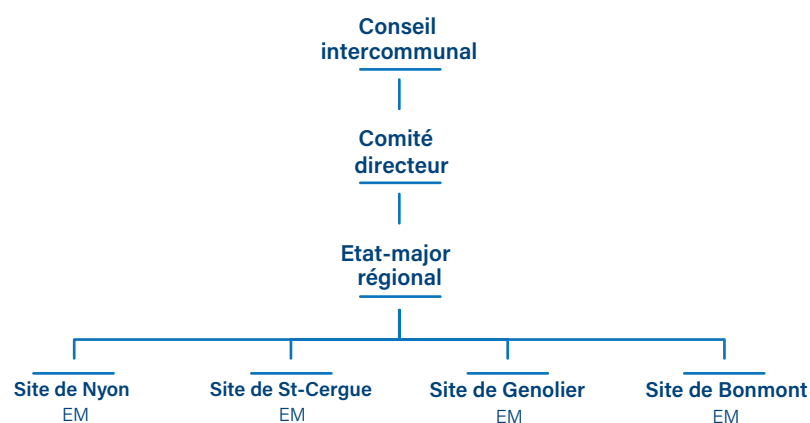 Conseil
intercommunal
Comité
directeur
Etat-major
régional
Site de Nyon
EM
Site de St-Cergue
EM
Site de Genolier
EM
Site de Bonmont
EM